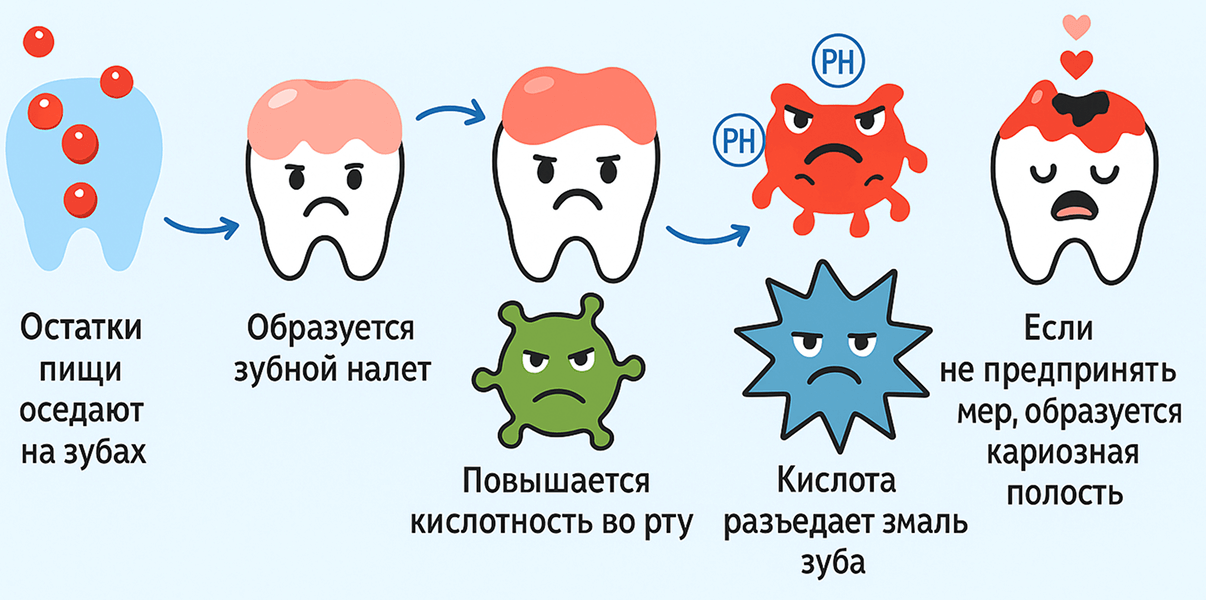 Остатки
пищи
оседают
на зубах
Образуется
зубной налет
Повышается
кислотность во рту
PH
PH
Кислота
разъедает змаль
зуба
Если
не предпринять
мер, образуется
кариозная
полость